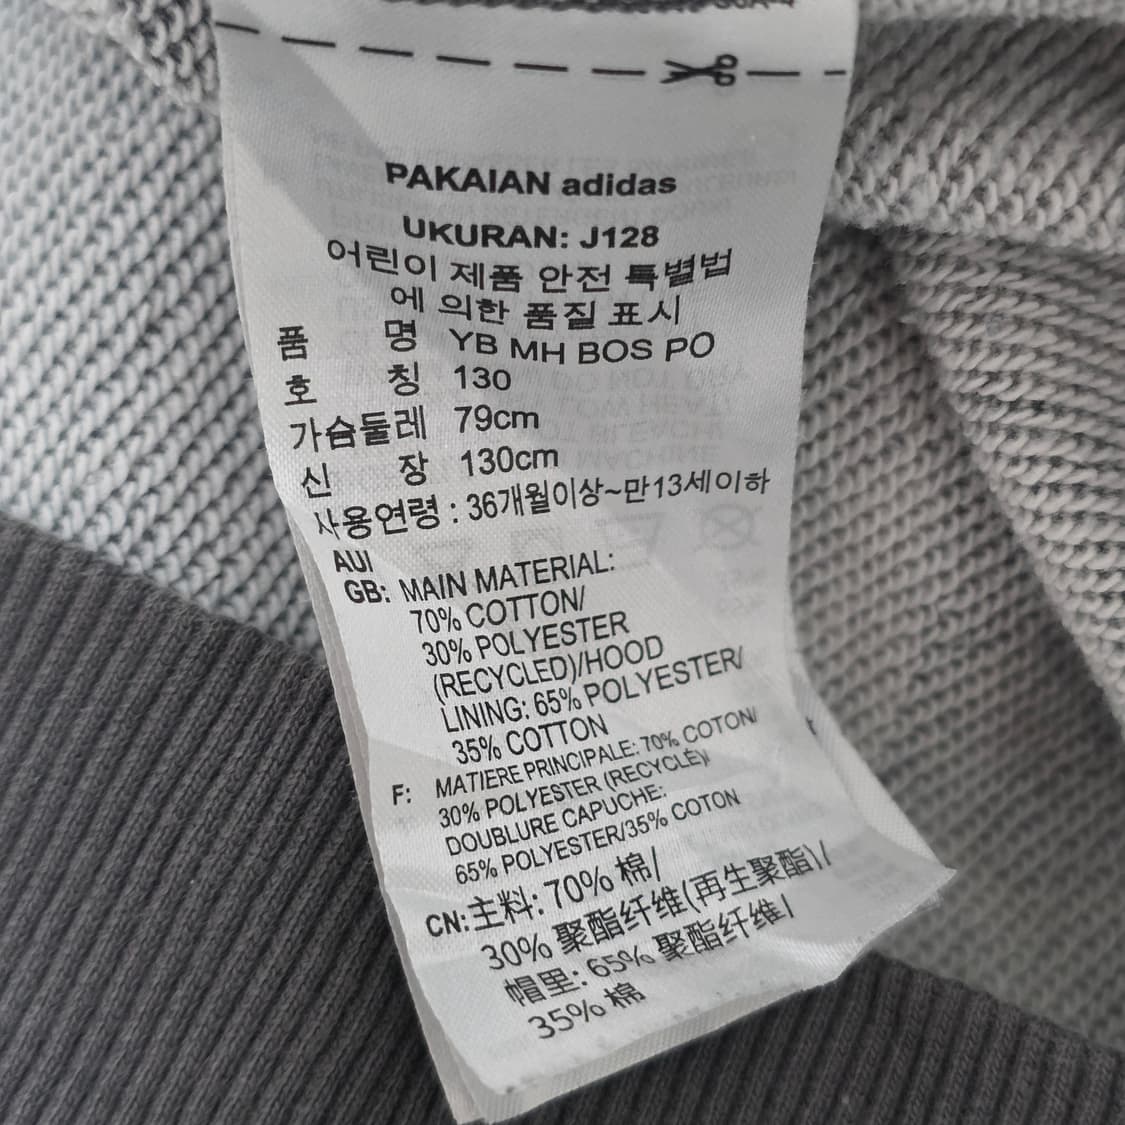 PAKAIAN adidas
UKURAN: J128
어린이 제품 안전 특별법
에 의한 품질 표시
품 명 YB MH BOS PO
호 칭 130
가슴둘레 79cm
신 장 130cm
사용연령 : 36개월이상~만13세이하
AUI
GB: MAIN MATERIAL:
70% COTTON/
30% POLYESTER
(RECYCLED)/HOOD
LINING: 65% POLYESTER/
35% COTTON
F: MATIERE PRINCIPALE: 70% COTON/
30% POLYESTER (RECYCLÉ)/
DOUBLURE CAPUCHE:
65% POLYESTER/35% COTON
CN: 主料: 70% 棉/
30% 聚酯纤维(再生聚酯)/
帽里: 65% 聚酯纤维/
35% 棉